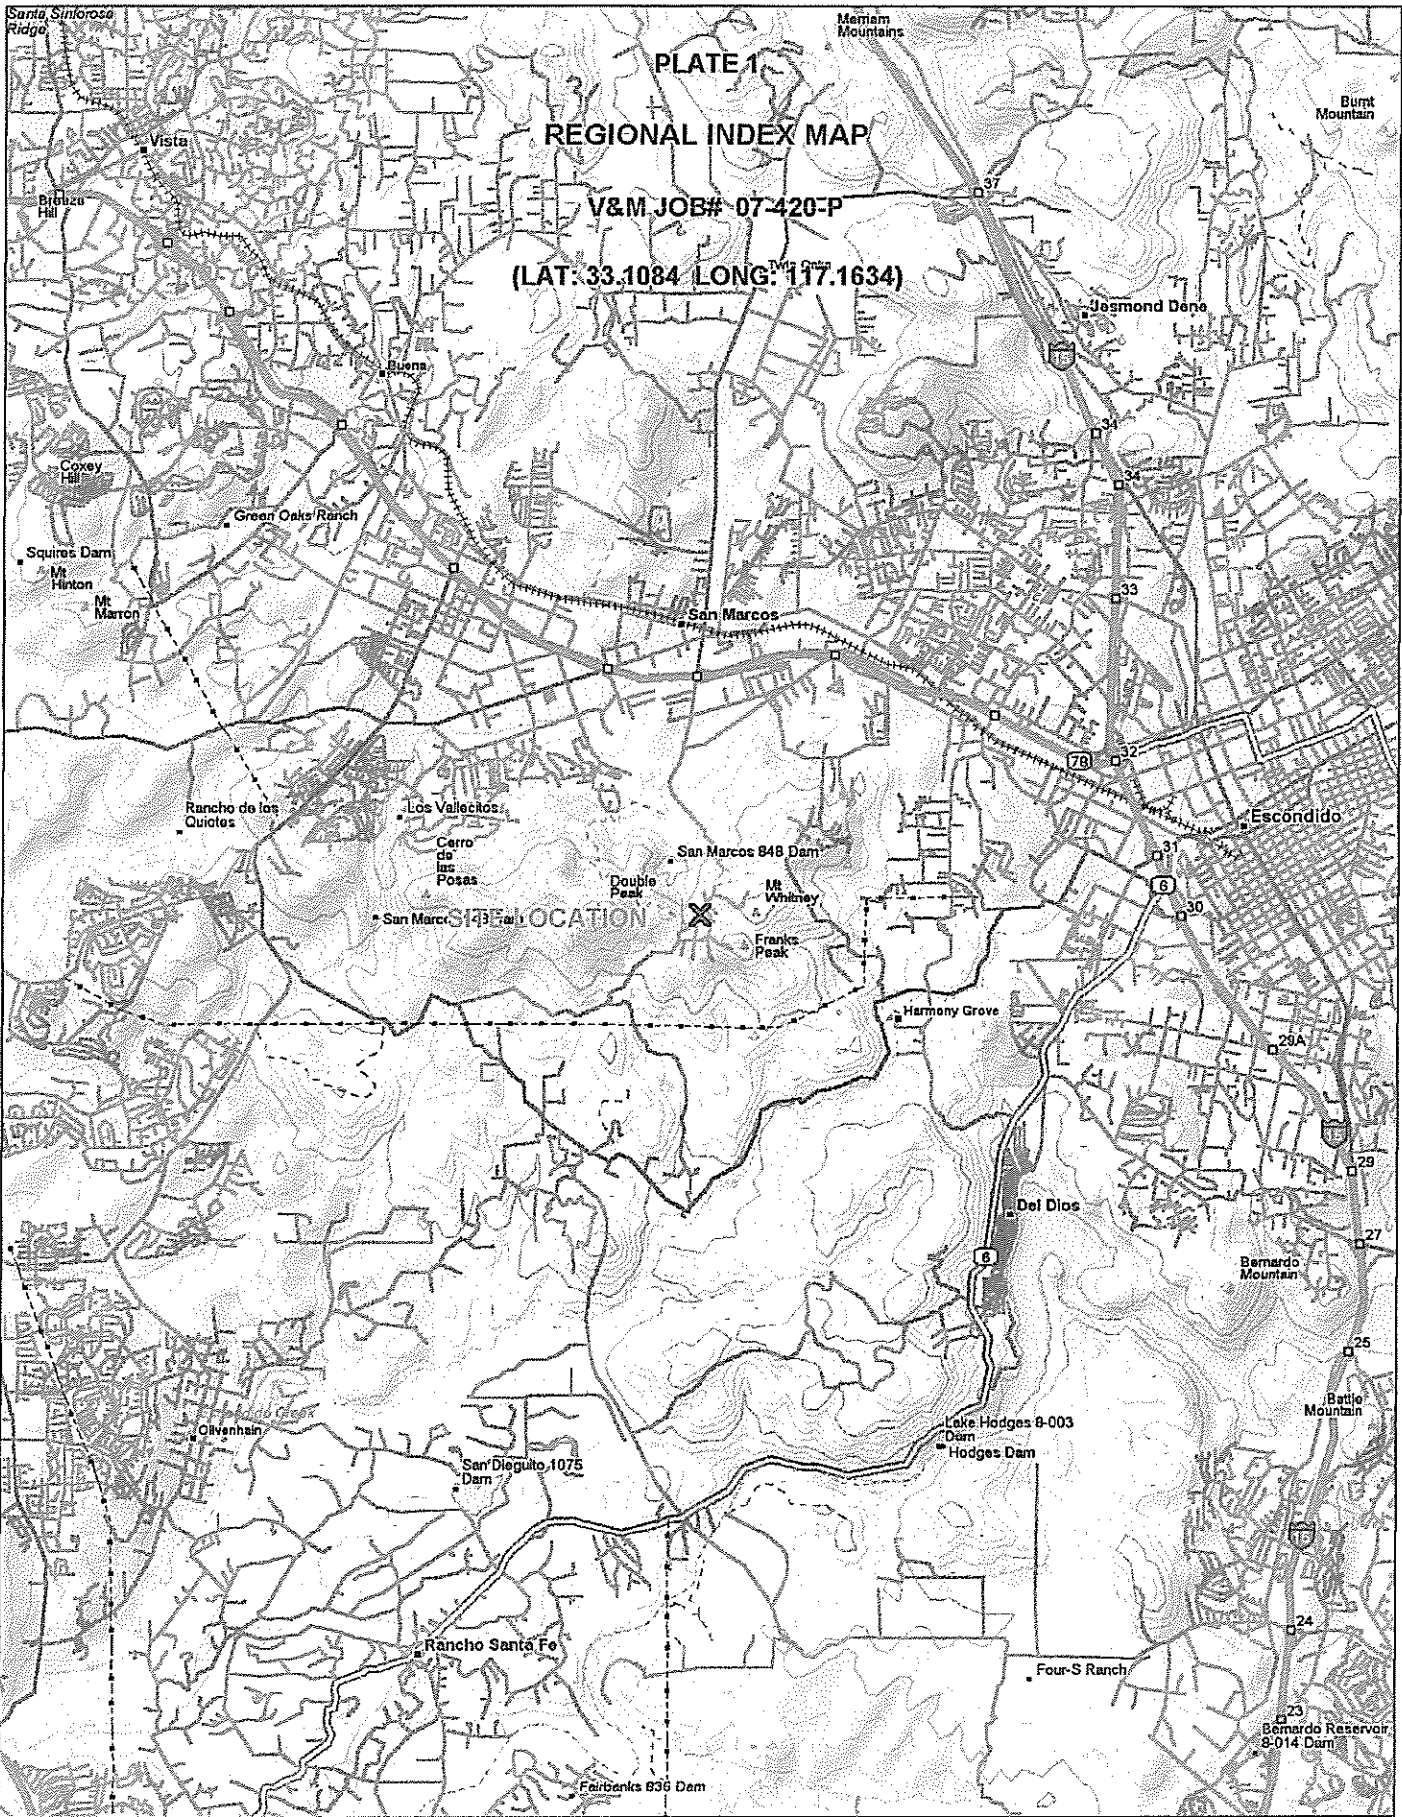 Santa Sinforosa
Ridge
Merriam
Mountains
PLATE 1
Burnt
Mountain
REGIONAL INDEX MAP
Vista
37
Breeze
Hill
V&M JOB# 07-420-P
Twin Oaks
(LAT: 33.1084 LONG: 117.1634)
Jesmond Dene
15
Buena
34
Coxey
Hill
34
Green Oaks Ranch
Squires Dam
Mt
Hinton
33
Mt
Marron
San Marcos
78
32
Rancho de los
Quiotes
Los Vallecitos
Escondido
Cerro
de
las
Posas
San Marcos 848 Dam
31
Double
Peak
Mt
Whitney
6
San Marcos
SITE LOCATION
30
Franks
Peak
Harmony Grove
29A
15
29
Del Dios
27
6
Bernardo
Mountain
25
Battle
Mountain
Olivenhain
Lake Hodges 8-003
Dam
Hodges Dam
San Dieguito 1075
Dam
15
24
Rancho Santa Fe
Four-S Ranch
23
Bernardo Reservoir
8-014 Dam
Fairbanks 836 Dam